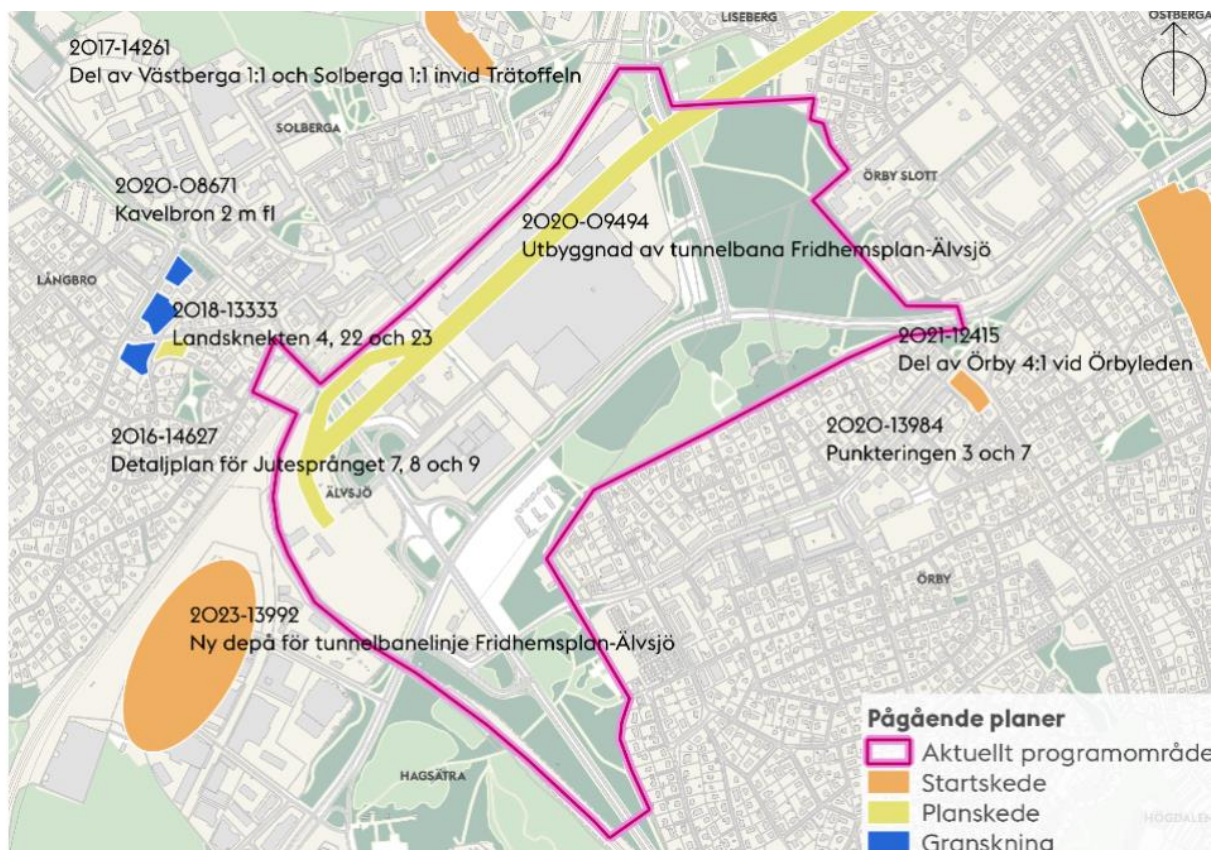 LISEBERG
ÖSTBERGA
2017-14261
Del av Västberga 1:1 och Solberga 1:1 invid Trätoffeln
SOLBERGA
ÖRBY SLOTT
2020-08671
Kavelbron 2 m fl
2020-09494
Utbyggnad av tunnelbana Fridhemsplan-Älvsjö
LÅNGBRO
2018-13333
Landsknekten 4, 22 och 23
2021-12415
Del av Örby 4:1 vid Örbyleden
2020-13984
Punkteringen 3 och 7
2016-14627
Detaljplan för Jutesprånget 7, 8 och 9
ÄLVSJÖ
ÖRBY
2023-13992
Ny depå för tunnelbanelinje Fridhemsplan-Älvsjö
HAGSÄTRA
Pågående planer
Aktuellt programområde
Startskede
Planskede
HÖGDALEN
Granskning